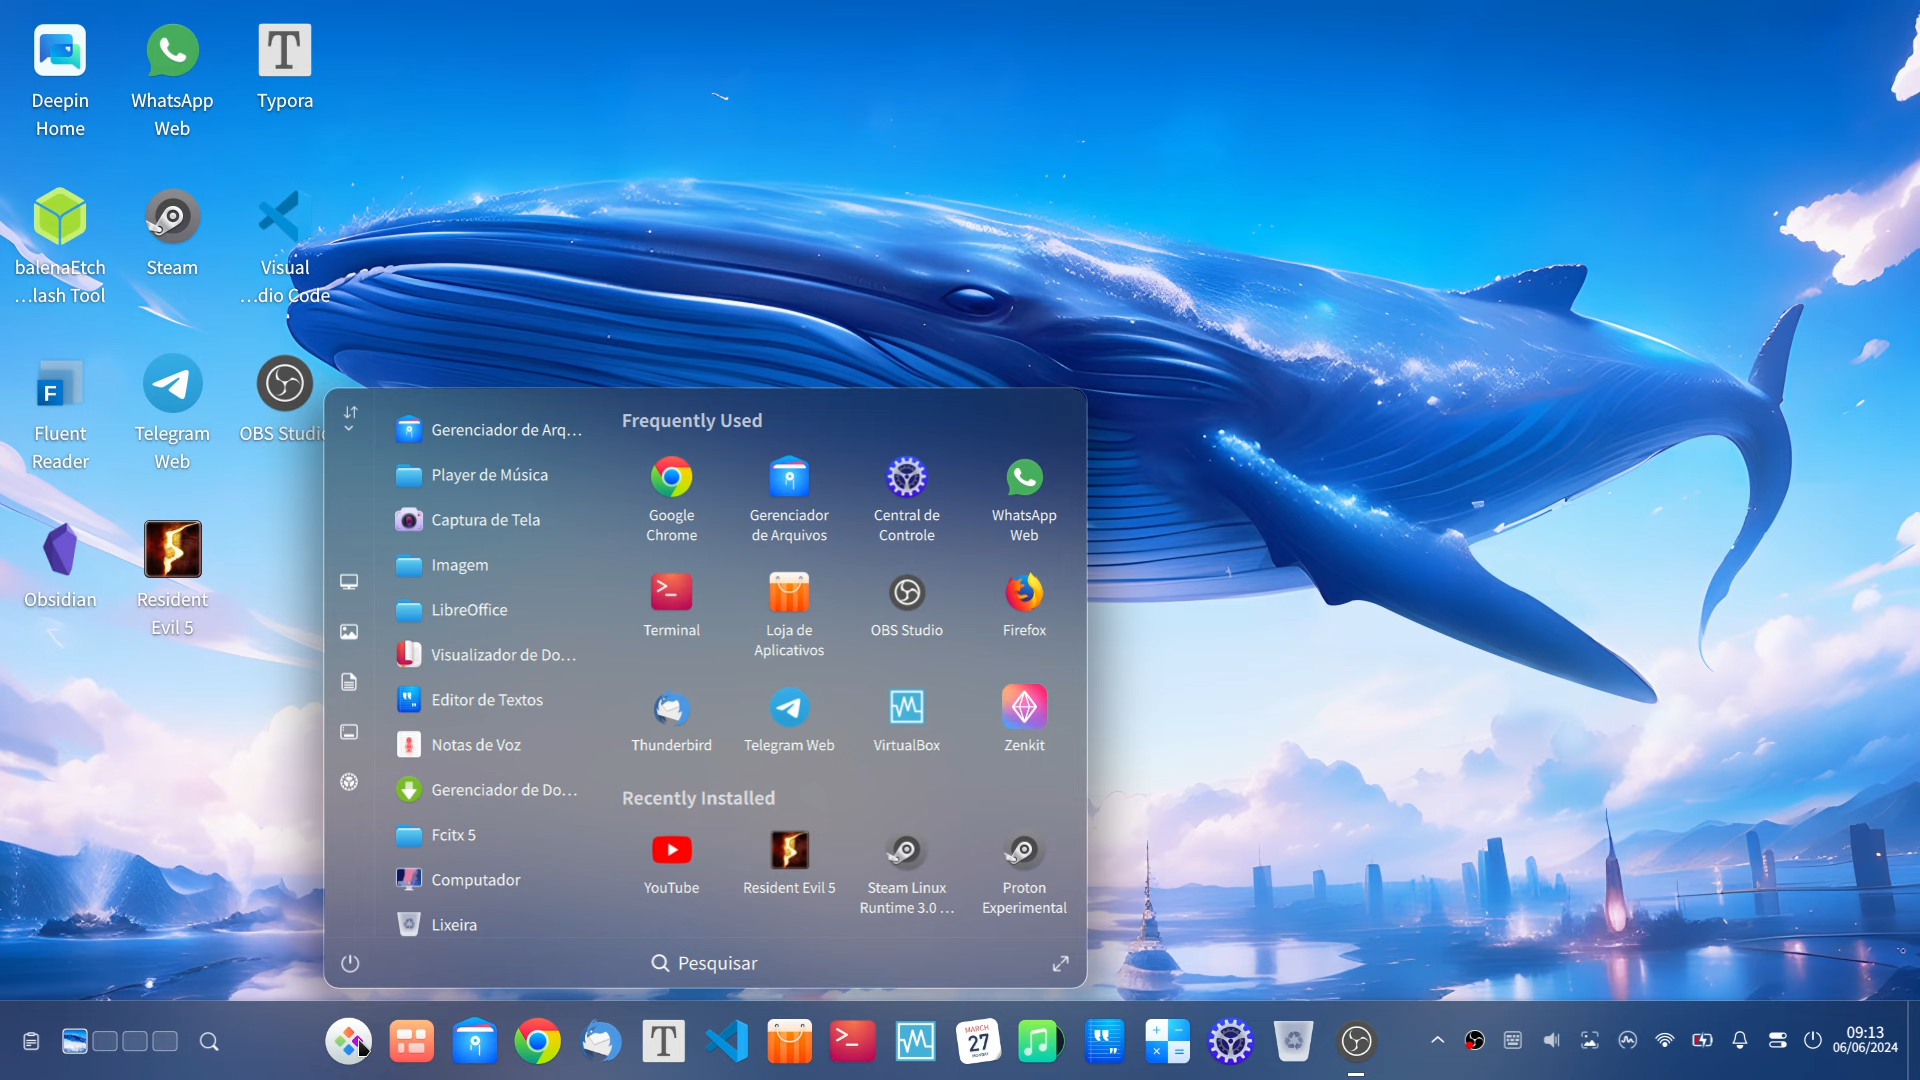 Deepin
Home
WhatsApp
Web
Typora
balenaEtch
...lash Tool
Steam
Visual
...dio Code
Fluent
Reader
Telegram
Web
OBS Studio
Obsidian
Resident
Evil 5
Gerenciador de Arq...
Player de Música
Captura de Tela
Imagem
LibreOffice
Visualizador de Do...
Editor de Textos
Notas de Voz
Gerenciador de Do...
Fcitx 5
Computador
Lixeira
Frequently Used
Google
Chrome
Gerenciador
de Arquivos
Central de
Controle
WhatsApp
Web
Terminal
Loja de
Aplicativos
OBS Studio
Firefox
Thunderbird
Telegram Web
VirtualBox
Zenkit
Recently Installed
YouTube
Resident Evil 5
Steam Linux
Runtime 3.0 ...
Proton
Experimental
Pesquisar
MARCH
27
MONDAY
09:13
06/06/2024